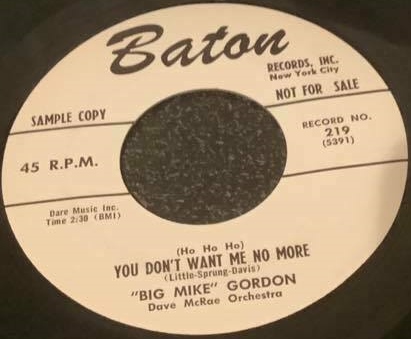 Baton
RECORDS, INC.
New York City
SAMPLE COPY
NOT FOR SALE
45 R.P.M.
RECORD NO.
219
(5391)
Dare Music Inc.
Time 2:30 (BMI)
(Ho Ho Ho)
YOU DON'T WANT ME NO MORE
(Little-Sprung-Davis)
"BIG MIKE" GORDON
Dave McRae Orchestra